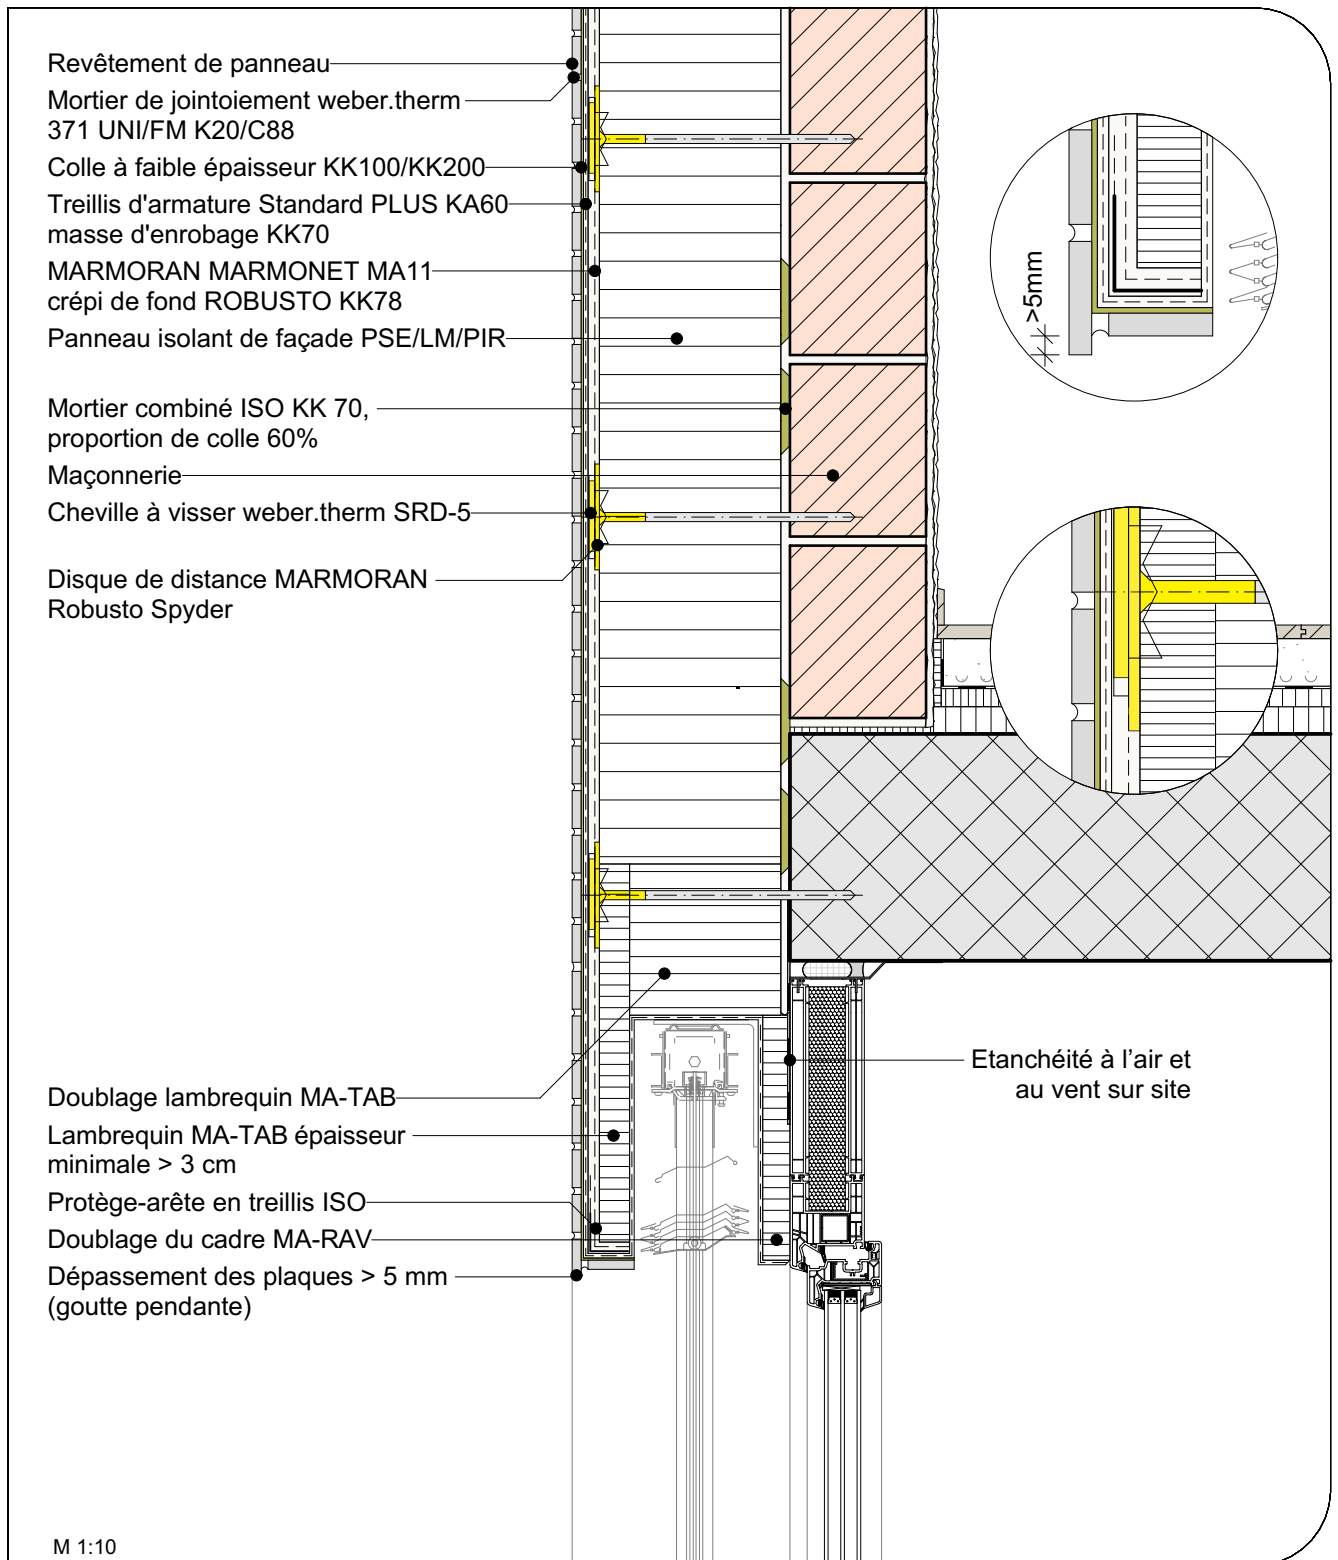 Revêtement de panneau
Mortier de jointoiement weber.therm
371 UNI/FM K20/C88
Colle à faible épaisseur KK100/KK200
Treillis d'armature Standard PLUS KA60
masse d'enrobage KK70
MARMORAN MARMONET MA11
crépi de fond ROBUSTO KK78
Panneau isolant de façade PSE/LM/PIR
Mortier combiné ISO KK 70,
proportion de colle 60%
Maçonnerie
Cheville à visser weber.therm SRD-5
Disque de distance MARMORAN
Robusto Spyder
>5mm
Etanchéité à l’air et
au vent sur site
Doublage lambrequin MA-TAB
Lambrequin MA-TAB épaisseur
minimale > 3 cm
Protège-arête en treillis ISO
Doublage du cadre MA-RAV
Dépassement des plaques > 5 mm
(goutte pendante)
M 1:10